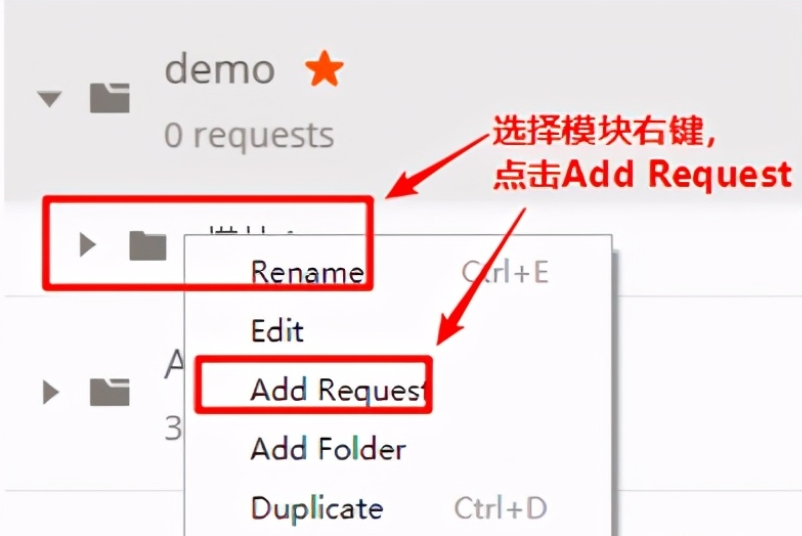 demo
0 requests
选择模块右键，
点击Add Request
Rename Ctrl+E
Edit
Add Request
Add Folder
3
Duplicate Ctrl+D